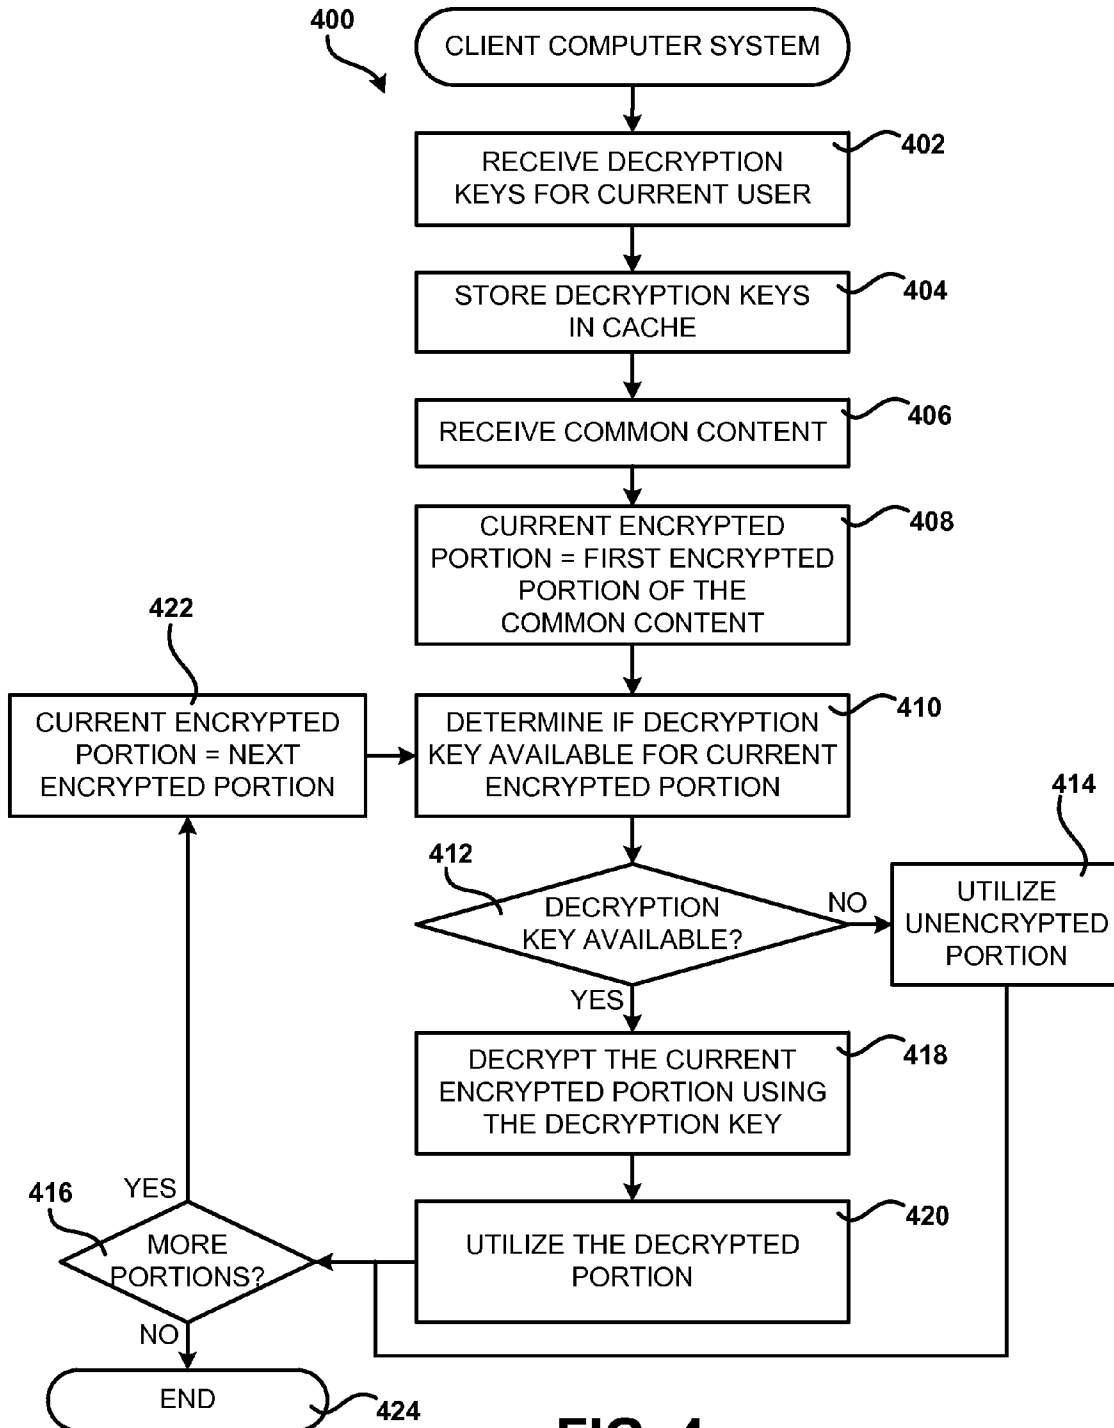 400
CLIENT COMPUTER SYSTEM
402
RECEIVE DECRYPTION
KEYS FOR CURRENT USER
404
STORE DECRYPTION KEYS
IN CACHE
406
RECEIVE COMMON CONTENT
408
CURRENT ENCRYPTED
PORTION = FIRST ENCRYPTED
PORTION OF THE
COMMON CONTENT
422
CURRENT ENCRYPTED
PORTION = NEXT
ENCRYPTED PORTION
410
DETERMINE IF DECRYPTION
KEY AVAILABLE FOR CURRENT
ENCRYPTED PORTION
412
DECRYPTION
KEY AVAILABLE?
NO
414
UTILIZE
UNENCRYPTED
PORTION
YES
418
DECRYPT THE CURRENT
ENCRYPTED PORTION USING
THE DECRYPTION KEY
420
UTILIZE THE DECRYPTED
PORTION
416
YES
MORE
PORTIONS?
NO
END
424
FIG. 4